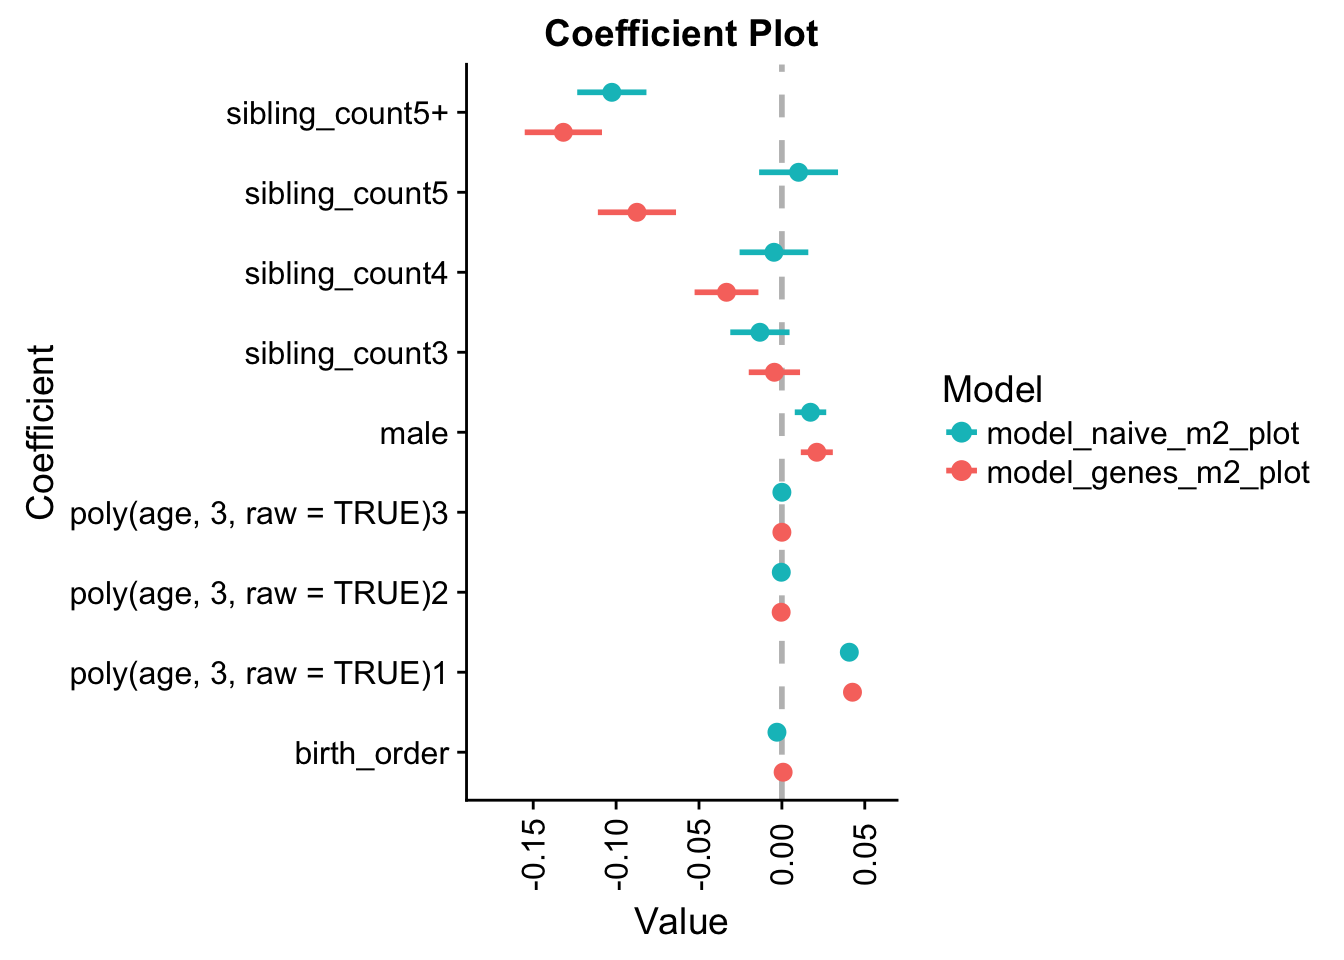 Coefficient Plot
sibling_count5+
sibling_count5
sibling_count4
sibling_count3
male
poly(age, 3, raw = TRUE)3
poly(age, 3, raw = TRUE)2
poly(age, 3, raw = TRUE)1
birth_order
Coefficient
-0.15
-0.10
-0.05
0.00
0.05
Value
Model
model_naive_m2_plot
model_genes_m2_plot